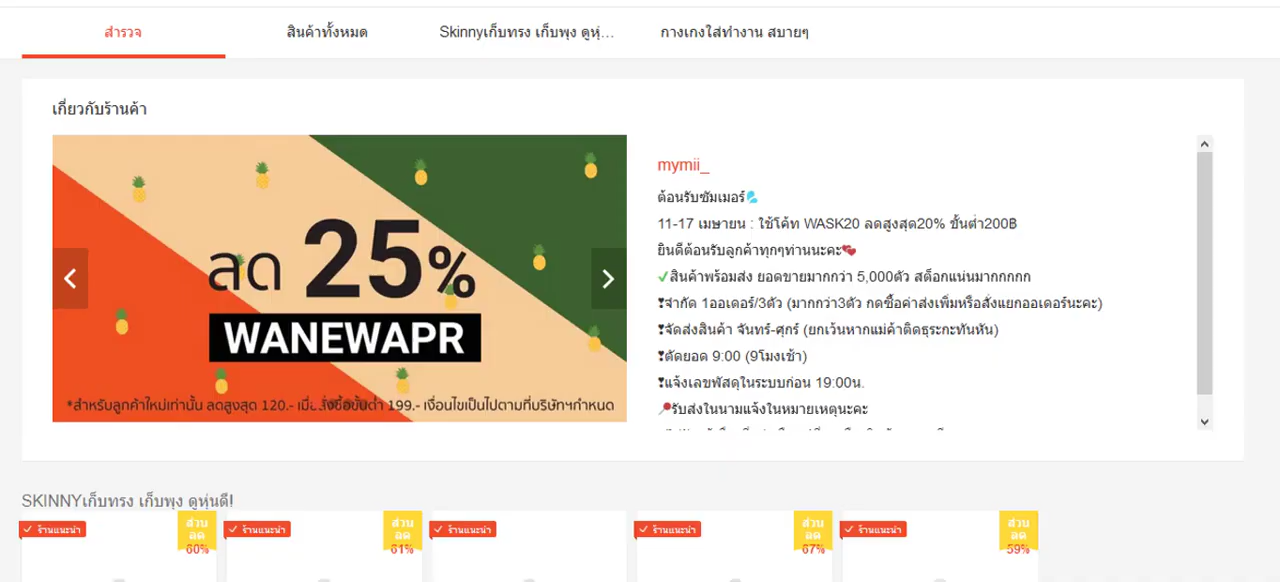 สำรวจ
สินค้าทั้งหมด
Skinnyเก็บทรง เก็บพุง ดูหุ่...
กางเกงใส่ทำงาน สบายๆ
เกี่ยวกับร้านค้า
ลด 25%
WANEWAPR
*สำหรับลูกค้าใหม่เท่านั้น ลดสูงสุด 120.- เมื่อสั่งซื้อขั้นต่ำ 199.- เงื่อนไขเป็นไปตามที่บริษัทฯกำหนด
mymii_
ต้อนรับซัมเมอร์💦
11-17 เมษายน : ใช้โค้ท WASK20 ลดสูงสุด20% ขั้นต่ำ200฿
ยินดีต้อนรับลูกค้าทุกๆท่านนะคะ💕
✓สินค้าพร้อมส่ง ยอดขายมากกว่า 5,000ตัว สต็อกแน่นมากกกกก
❣จำกัด 1ออเดอร์/3ตัว (มากกว่า3ตัว กดซื้อค่าส่งเพิ่มหรือสั่งแยกออเดอร์นะคะ)
❣จัดส่งสินค้า จันทร์-ศุกร์ (ยกเว้นหากแม่ค้าติดธุระกะทันหัน)
❣ตัดยอด 9:00 (9โมงเช้า)
❣แจ้งเลขพัสดุในระบบก่อน 19:00น.
📍รับส่งในนามแจ้งในหมายเหตุนะคะ
SKINNYเก็บทรง เก็บพุง ดูหุ่นดี!
ร้านแนะนำ
ส่วนลด
60%
ร้านแนะนำ
ส่วนลด
61%
ร้านแนะนำ
ร้านแนะนำ
ส่วนลด
67%
ร้านแนะนำ
ส่วนลด
59%